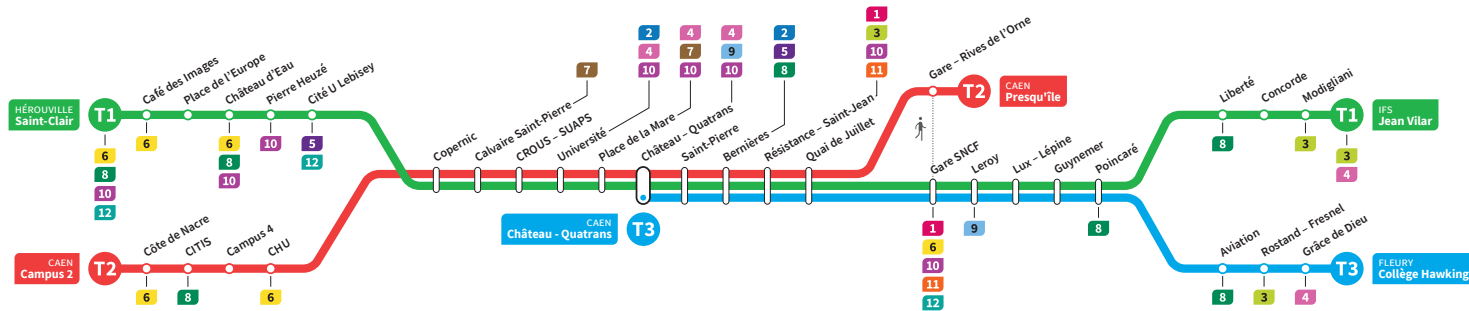 HÉROUVILLE
Saint-Clair
T1
6
8
10
12
Café des Images
6
Place de l'Europe
Château d'Eau
6
8
10
Pierre Heuzé
10
Cité U Lebisey
5
12
CAEN
Campus 2
T2
Côte de Nacre
6
CITIS
8
Campus 4
CHU
6
Copernic
Calvaire Saint-Pierre
7
CROUS – SUAPS
Université
2
4
10
Place de la Mare
4
7
10
Château – Quatrans
4
9
10
CAEN
Château - Quatrans
T3
Saint-Pierre
Bernières
2
5
8
Résistance – Saint-Jean
1
3
10
11
Quai de Juillet
Gare – Rives de l'Orne
T2
CAEN
Presqu'île
Gare SNCF
1
6
10
11
12
Leroy
9
Lux – Lépine
Guynemer
Poincaré
8
Liberté
8
Concorde
Modigliani
3
T1
3
4
IFS
Jean Vilar
Aviation
8
Rostand – Fresnel
3
Grâce de Dieu
4
T3
FLEURY
Collège Hawking